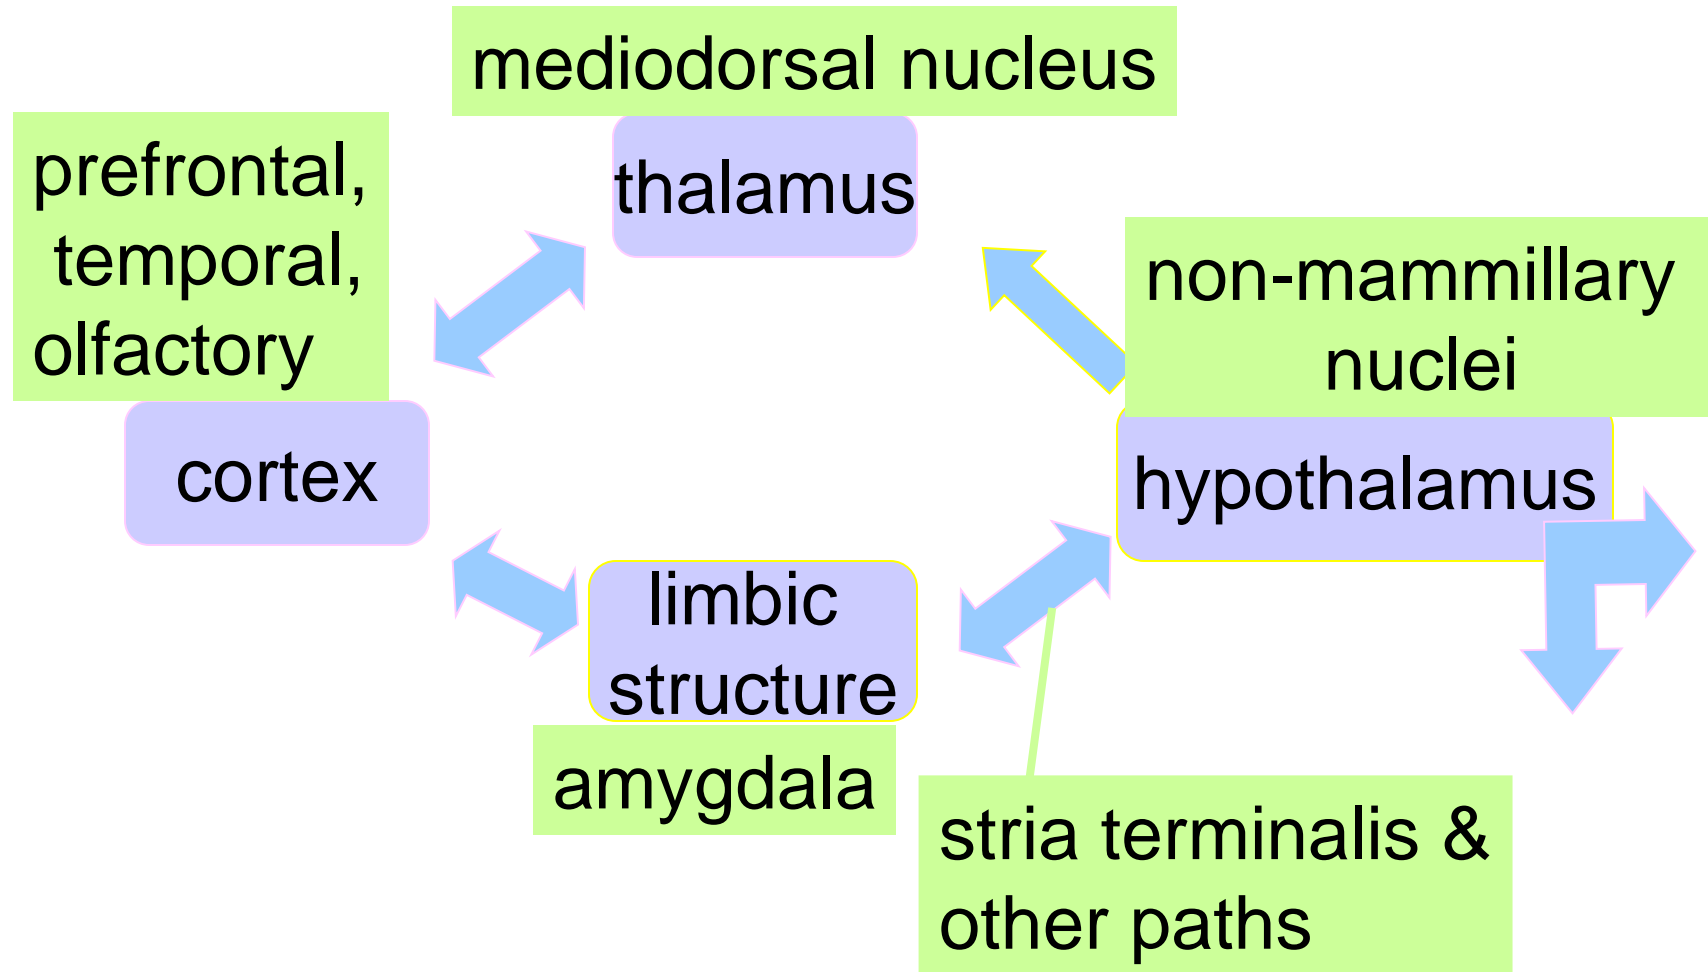 mediodorsal nucleus
thalamus
prefrontal,
temporal,
olfactory
cortex
non-mammillary
nuclei
hypothalamus
limbic
structure
amygdala
stria terminalis &
other paths